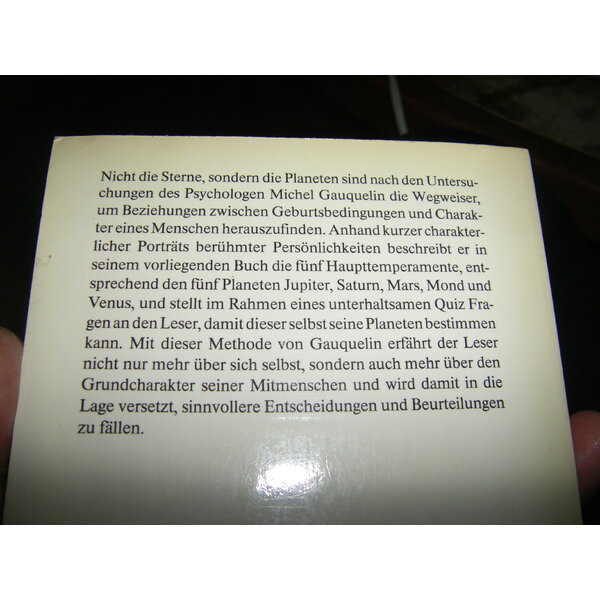 Nicht die Sterne, sondern die Planeten sind nach den Untersu-
chungen des Psychologen Michel Gauquelin die Wegweiser,
um Beziehungen zwischen Geburtsbedingungen und Charak-
ter eines Menschen herauszufinden. Anhand kurzer charakter-
licher Porträts berühmter Persönlichkeiten beschreibt er in
seinem vorliegenden Buch die fünf Haupttemperamente, ent-
sprechend den fünf Planeten Jupiter, Saturn, Mars, Mond und
Venus, und stellt im Rahmen eines unterhaltsamen Quiz Fra-
gen an den Leser, damit dieser selbst seine Planeten bestimmen
kann. Mit dieser Methode von Gauquelin erfährt der Leser
nicht nur mehr über sich selbst, sondern auch mehr über den
Grundcharakter seiner Mitmenschen und wird damit in die
Lage versetzt, sinnvollere Entscheidungen und Beurteilungen
zu fällen.